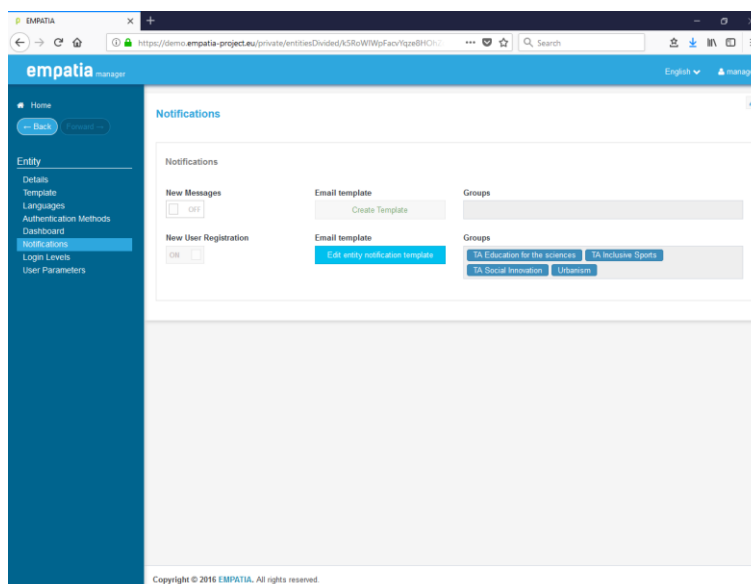 EMPATIA
https://demo.empatia-project.eu/private/entitiesDivided/kSRoWIWpFacvYqzeBHOh
Search
empatia manager
English
manage
Home
Back
Forward
Notifications
Entity
Details
Template
Languages
Authentication Methods
Dashboard
Notifications
Login Levels
User Parameters
Notifications
New Messages Email template Groups
OFF Create Template
New User Registration Email template Groups
ON Edit entity notification template TA Education for the sciences TA Inclusive Sports
TA Social Innovation Urbanism
Copyright © 2016 EMPATIA. All rights reserved.